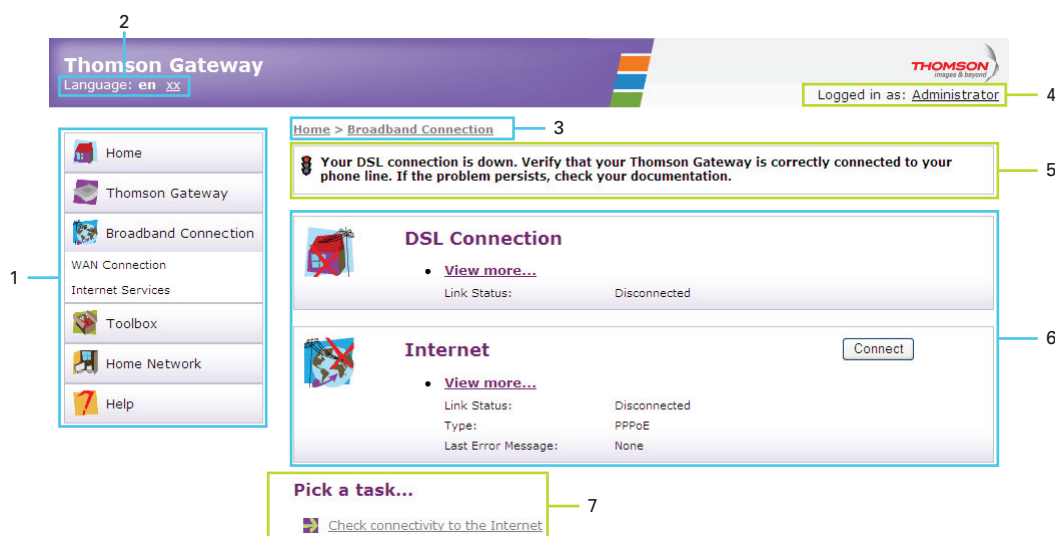 2
Thomson Gateway
Language: en xx
THOMSON
images & beyond
Logged in as: Administrator
4
Home > Broadband Connection
3
Your DSL connection is down. Verify that your Thomson Gateway is correctly connected to your
phone line. If the problem persists, check your documentation.
5
1
Home
Thomson Gateway
Broadband Connection
WAN Connection
Internet Services
Toolbox
Home Network
Help
DSL Connection
View more...
Link Status: Disconnected
Internet
Connect
6
View more...
Link Status: Disconnected
Type: PPPoE
Last Error Message: None
Pick a task...
7
Check connectivity to the Internet